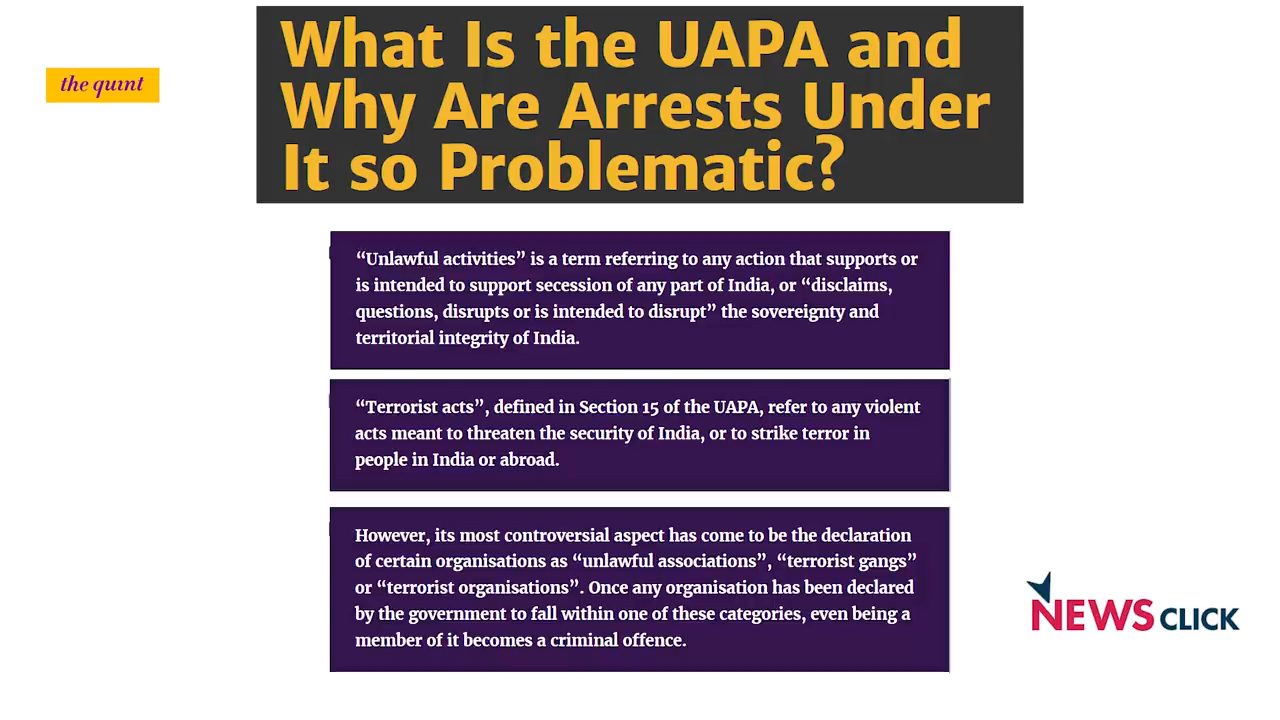 the quint
What Is the UAPA and
Why Are Arrests Under
It so Problematic?
“Unlawful activities” is a term referring to any action that supports or
is intended to support secession of any part of India, or “disclaims,
questions, disrupts or is intended to disrupt” the sovereignty and
territorial integrity of India.
“Terrorist acts”, defined in Section 15 of the UAPA, refer to any violent
acts meant to threaten the security of India, or to strike terror in
people in India or abroad.
However, its most controversial aspect has come to be the declaration
of certain organisations as “unlawful associations”, “terrorist gangs”
or “terrorist organisations”. Once any organisation has been declared
by the government to fall within one of these categories, even being a
member of it becomes a criminal offence.
NEWSCLICK